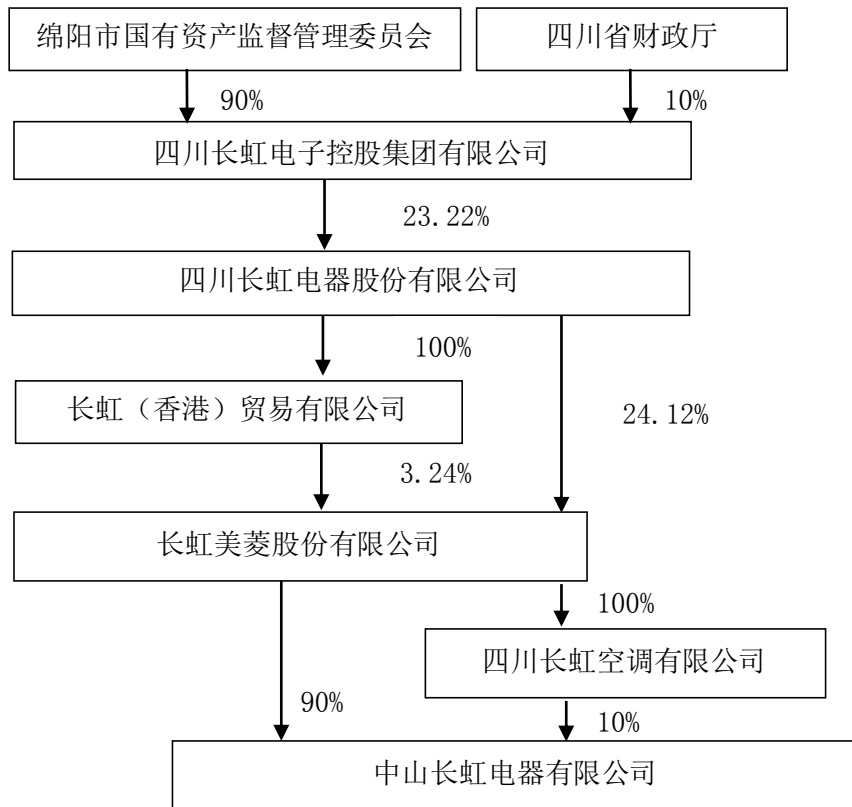 绵阳市国有资产监督管理委员会
四川省财政厅
90%
10%
四川长虹电子控股集团有限公司
23.22%
四川长虹电器股份有限公司
100%
长虹（香港）贸易有限公司
24.12%
3.24%
长虹美菱股份有限公司
100%
四川长虹空调有限公司
90%
10%
中山长虹电器有限公司